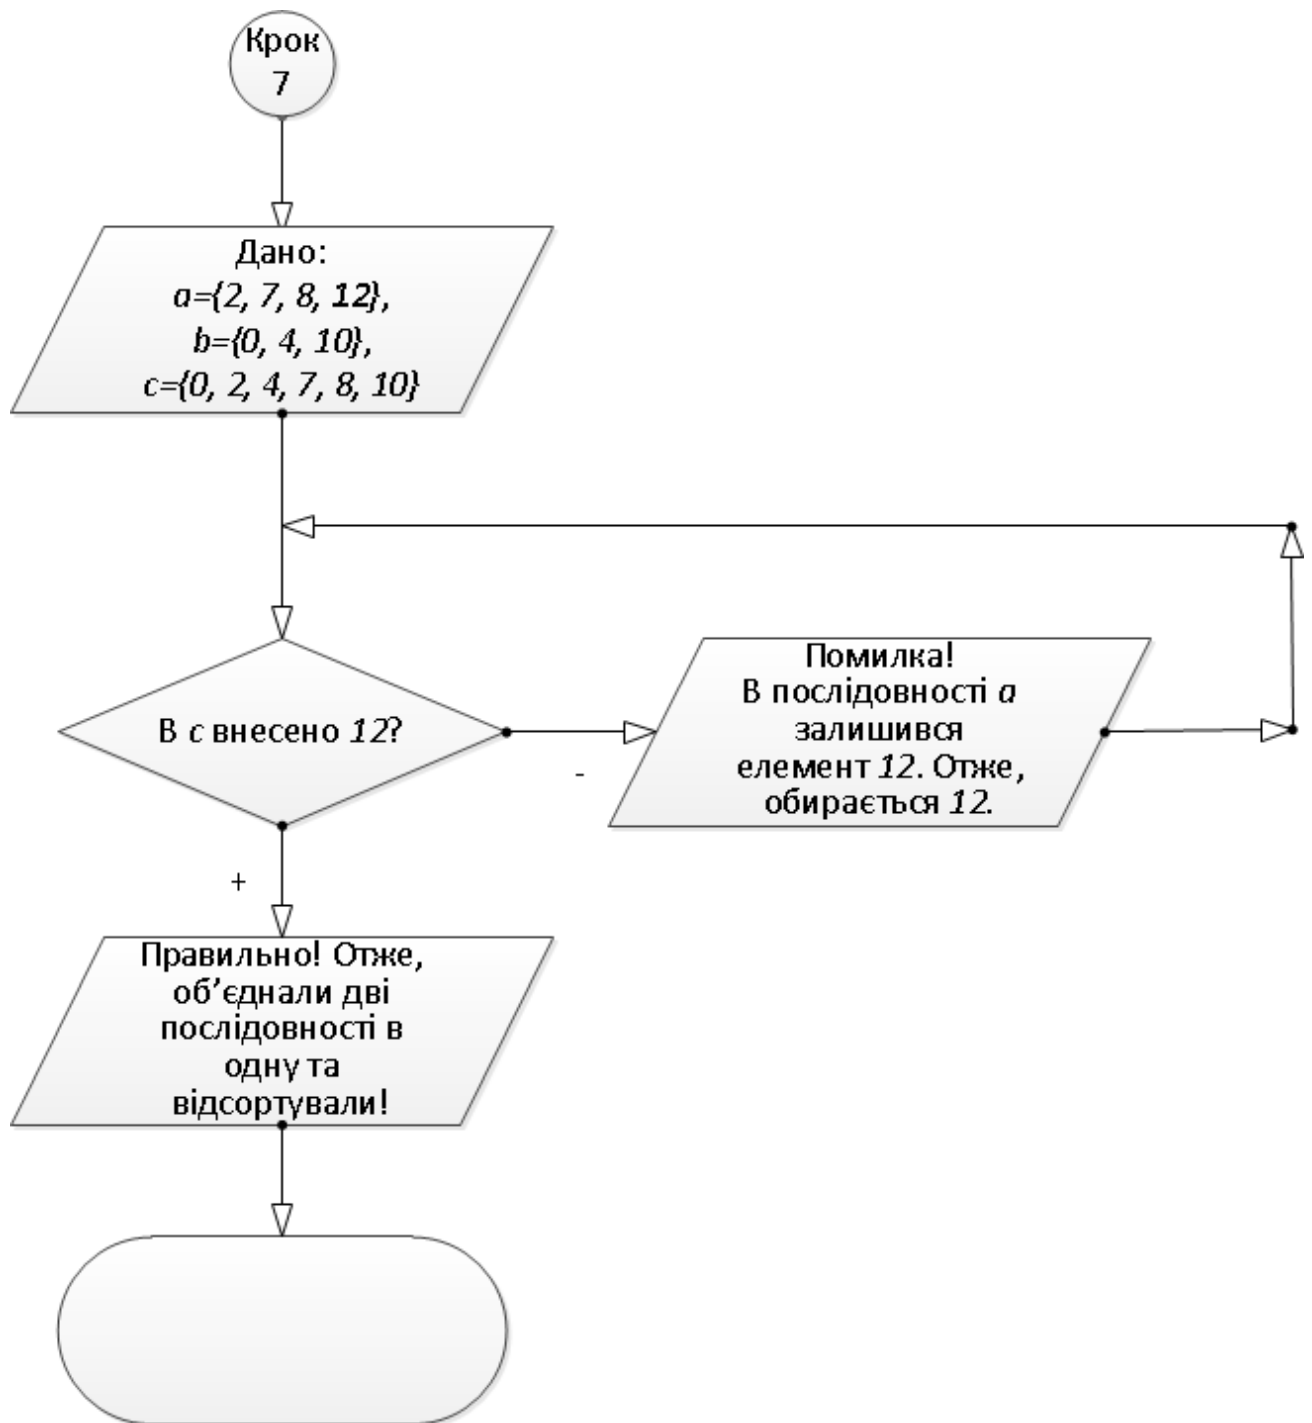 Крок
7
Дано:
a={2, 7, 8, 12},
b={0, 4, 10},
c={0, 2, 4, 7, 8, 10}
В c внесено 12?
-
Помилка!
В послідовності a
залишився
елемент 12. Отже,
обирається 12.
+
Правильно! Отже,
об’єднали дві
послідовності в
одну та
відсортували!